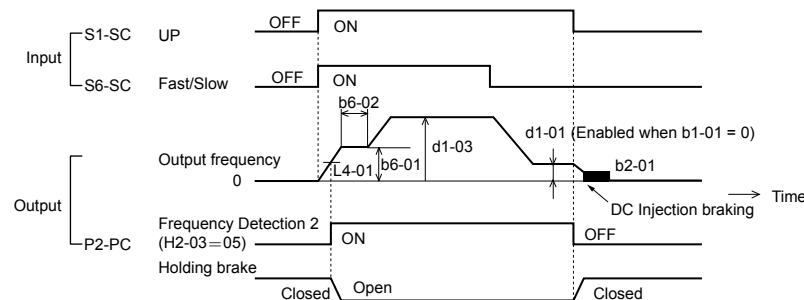 OFF ON
S1-SC UP
Input
S6-SC Fast/Slow OFF ON
b6-02
d1-01 (Enabled when b1-01 = 0)
d1-03
Output frequency L4-01 b6-01 b2-01
0
Time
DC Injection braking
Output
Frequency Detection 2
(H2-03=05) ON OFF
P2-PC
Holding brake
Closed Open Closed